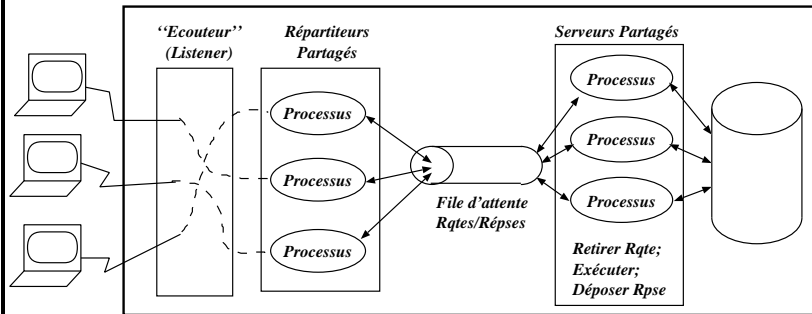 “Ecouteur”
(Listener)
Répartiteurs
Partagés
Serveurs Partagés
Processus
Processus
Processus
File d'attente
Rqtes/Répses
Processus
Processus
Processus
Retirer Rqte;
Exécuter;
Déposer Rpse